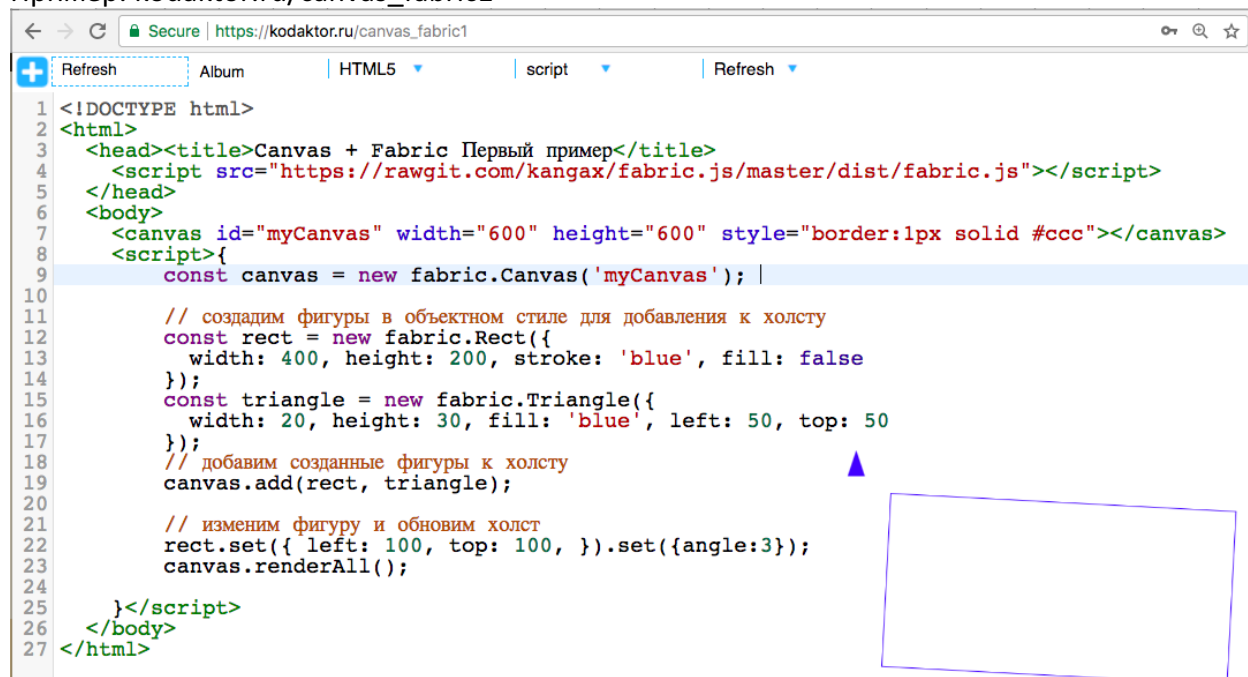 Пример: kodaktor.ru/canvas_fabric1
Secure | https://kodaktor.ru/canvas_fabric1
Refresh Album HTML5 script Refresh
1 <!DOCTYPE html>
2 <html>
3 <head><title>Canvas + Fabric Первый пример</title>
4 <script src="https://rawgit.com/kangax/fabric.js/master/dist/fabric.js"></script>
5 </head>
6 <body>
7 <canvas id="myCanvas" width="600" height="600" style="border:1px solid #ccc"></canvas>
8 <script>{
9 const canvas = new fabric.Canvas('myCanvas');
10
11 // создадим фигуры в объектном стиле для добавления к холсту
12 const rect = new fabric.Rect({
13 width: 400, height: 200, stroke: 'blue', fill: false
14 });
15 const triangle = new fabric.Triangle({
16 width: 20, height: 30, fill: 'blue', left: 50, top: 50
17 });
18 // добавим созданные фигуры к холсту
19 canvas.add(rect, triangle);
20
21 // изменим фигуру и обновим холст
22 rect.set({ left: 100, top: 100, }).set({angle:3});
23 canvas.renderAll();
24
25 }</script>
26 </body>
27 </html>